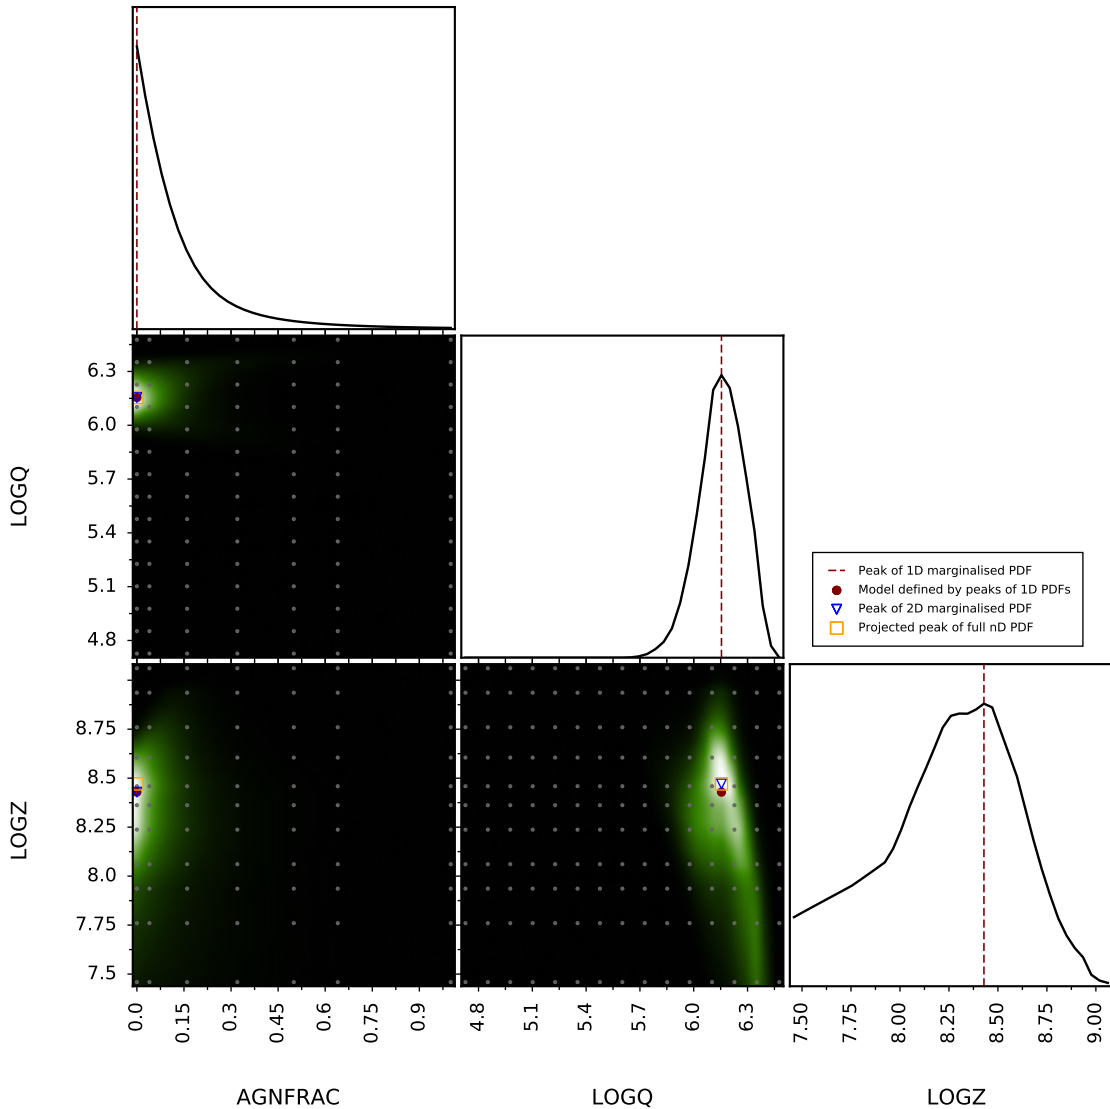 6.3
6.0
5.7
5.4
5.1
4.8
LOGQ
Peak of 1D marginalised PDF
Model defined by peaks of 1D PDFs
Peak of 2D marginalised PDF
Projected peak of full nD PDF
8.75
8.5
8.25
8.0
7.75
7.5
LOGZ
0.0 0.15 0.3 0.45 0.6 0.75 0.9
4.8 5.1 5.4 5.7 6.0 6.3
7.50 7.75 8.00 8.25 8.50 8.75 9.00
AGNFRAC
LOGQ
LOGZ